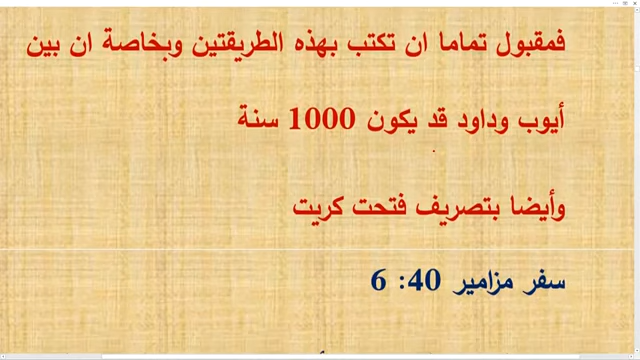 فمقبول تماما ان تكتب بهذه الطريقتين وبخاصة ان بين
أيوب وداود قد يكون 1000 سنة
وأيضا بتصريف فتحت كريت
سفر مزامير 40: 6